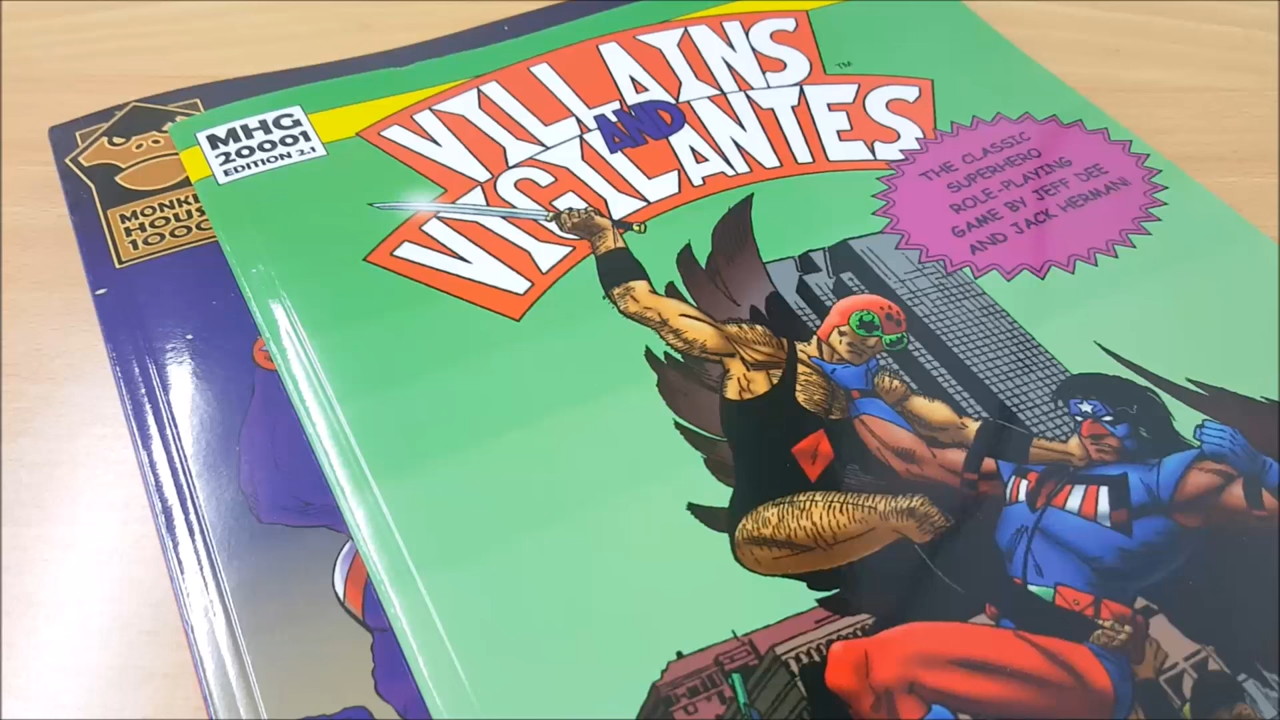 VILLAINS
AND
VIGILANTES
™
MHG
20001
EDITION 2.1
THE CLASSIC
SUPERHERO
ROLE-PLAYING
GAME BY JEFF DEE
AND JACK HERMAN!
HOUS